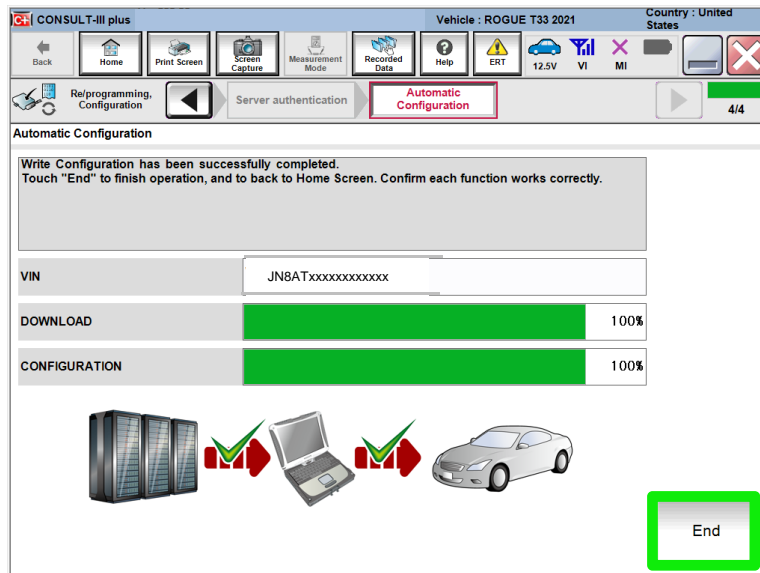 C+ CONSULT-III plus
Vehicle : ROGUE T33 2021
Country : United
States
Back
Home
Print Screen
Screen
Capture
Measurement
Mode
Recorded
Data
Help
ERT
12.5V
VI
MI
Re/programming,
Configuration
Server authentication
Automatic
Configuration
4/4
Automatic Configuration
Write Configuration has been successfully completed.
Touch "End" to finish operation, and to back to Home Screen. Confirm each function works correctly.
VIN
JN8ATxxxxxxxxxxxx
DOWNLOAD
100%
CONFIGURATION
100%
End